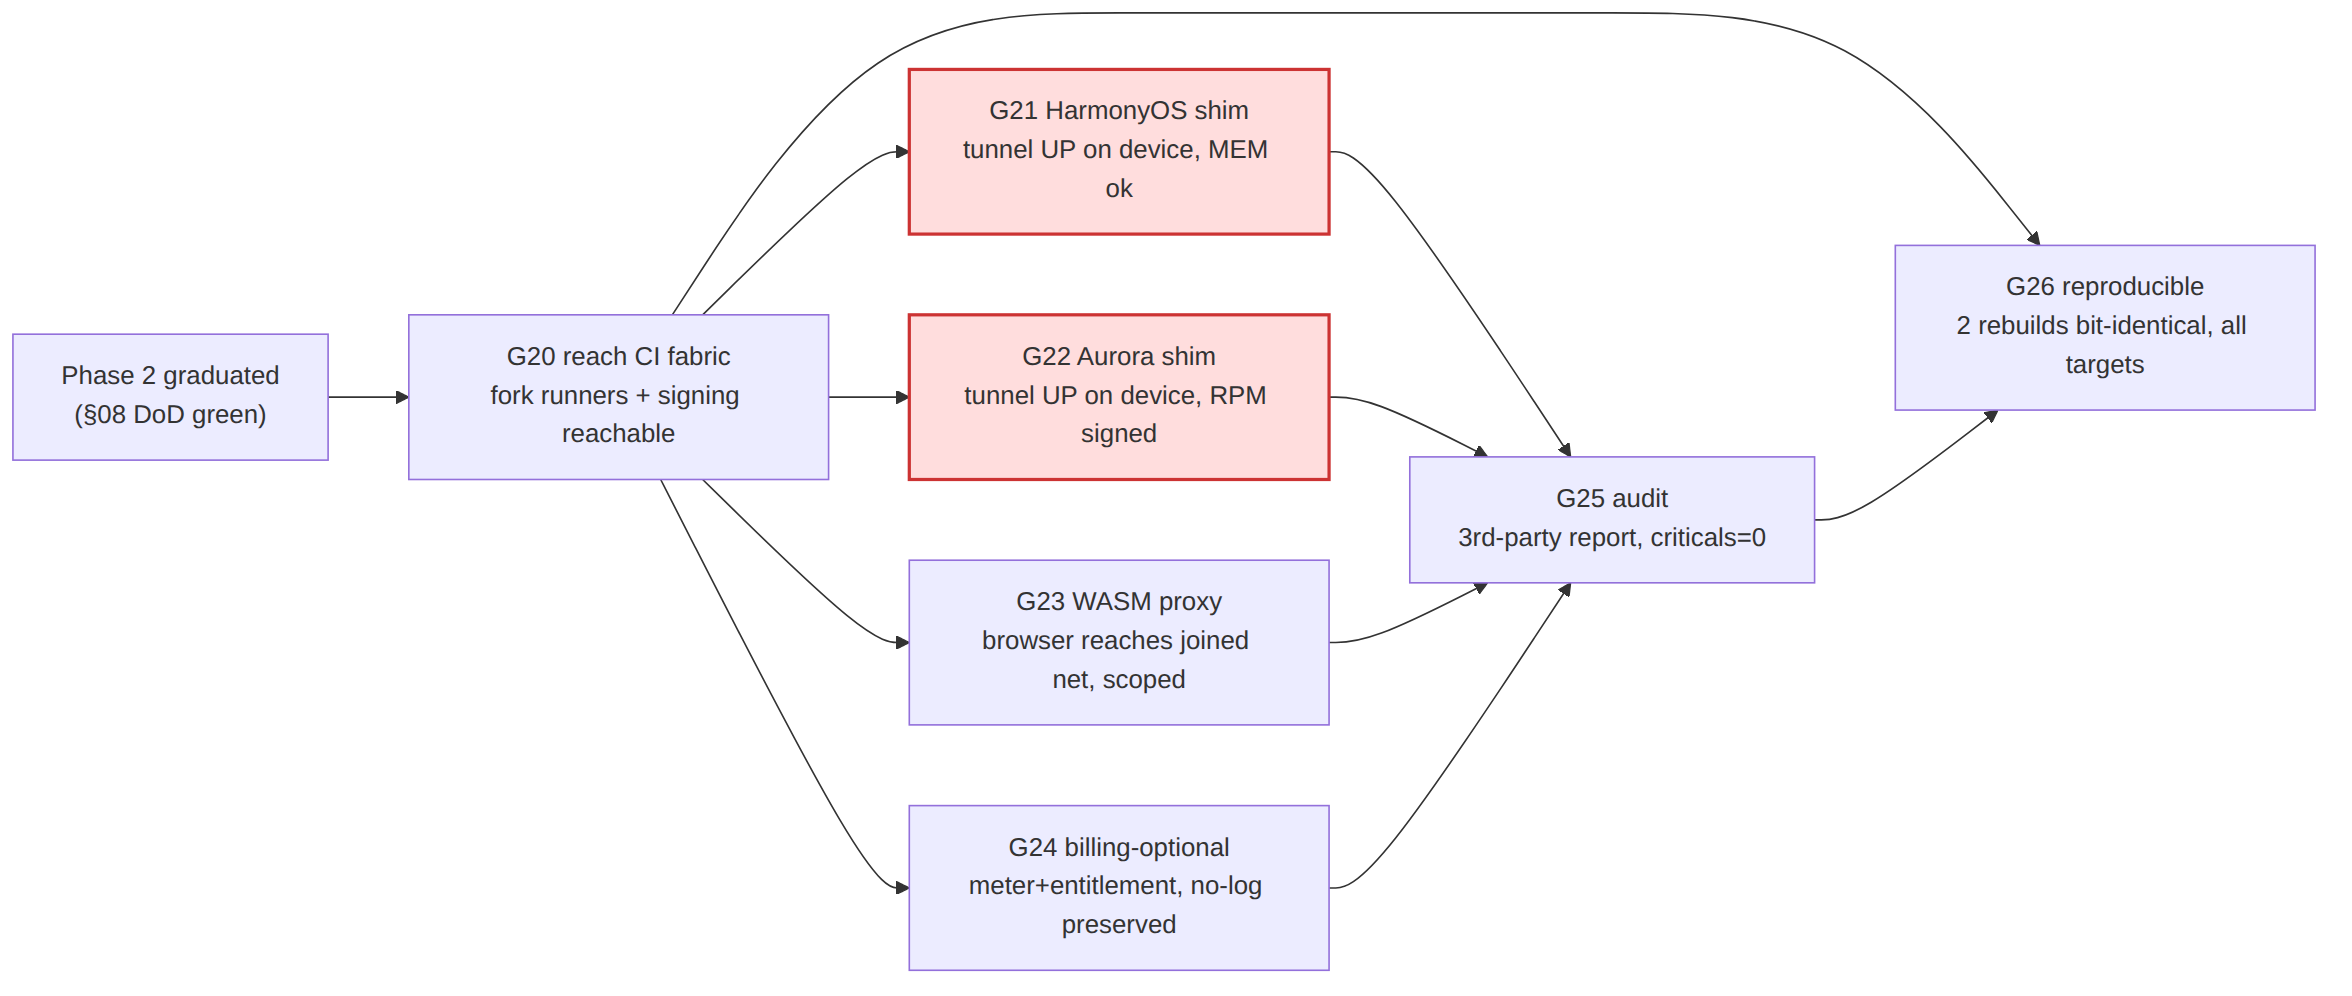 Phase 2 graduated
(§08 DoD green)
G20 reach CI fabric
fork runners + signing
reachable
G21 HarmonyOS shim
tunnel UP on device, MEM
ok
G22 Aurora shim
tunnel UP on device, RPM
signed
G23 WASM proxy
browser reaches joined
net, scoped
G24 billing-optional
meter+entitlement, no-log
preserved
G25 audit
3rd-party report, criticals=0
G26 reproducible
2 rebuilds bit-identical, all
targets